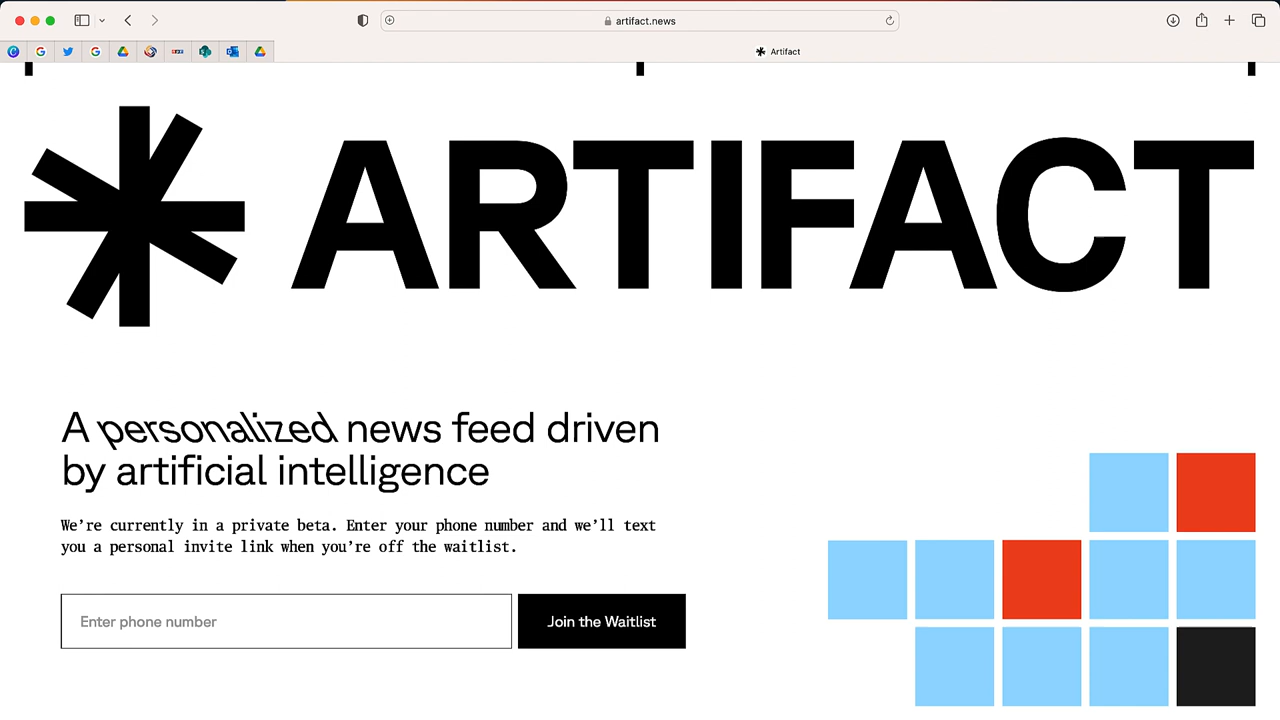 artifact.news
Artifact
ARTIFACT
A personalized news feed driven
by artificial intelligence
We're currently in a private beta. Enter your phone number and we'll text
you a personal invite link when you're off the waitlist.
Enter phone number
Join the Waitlist